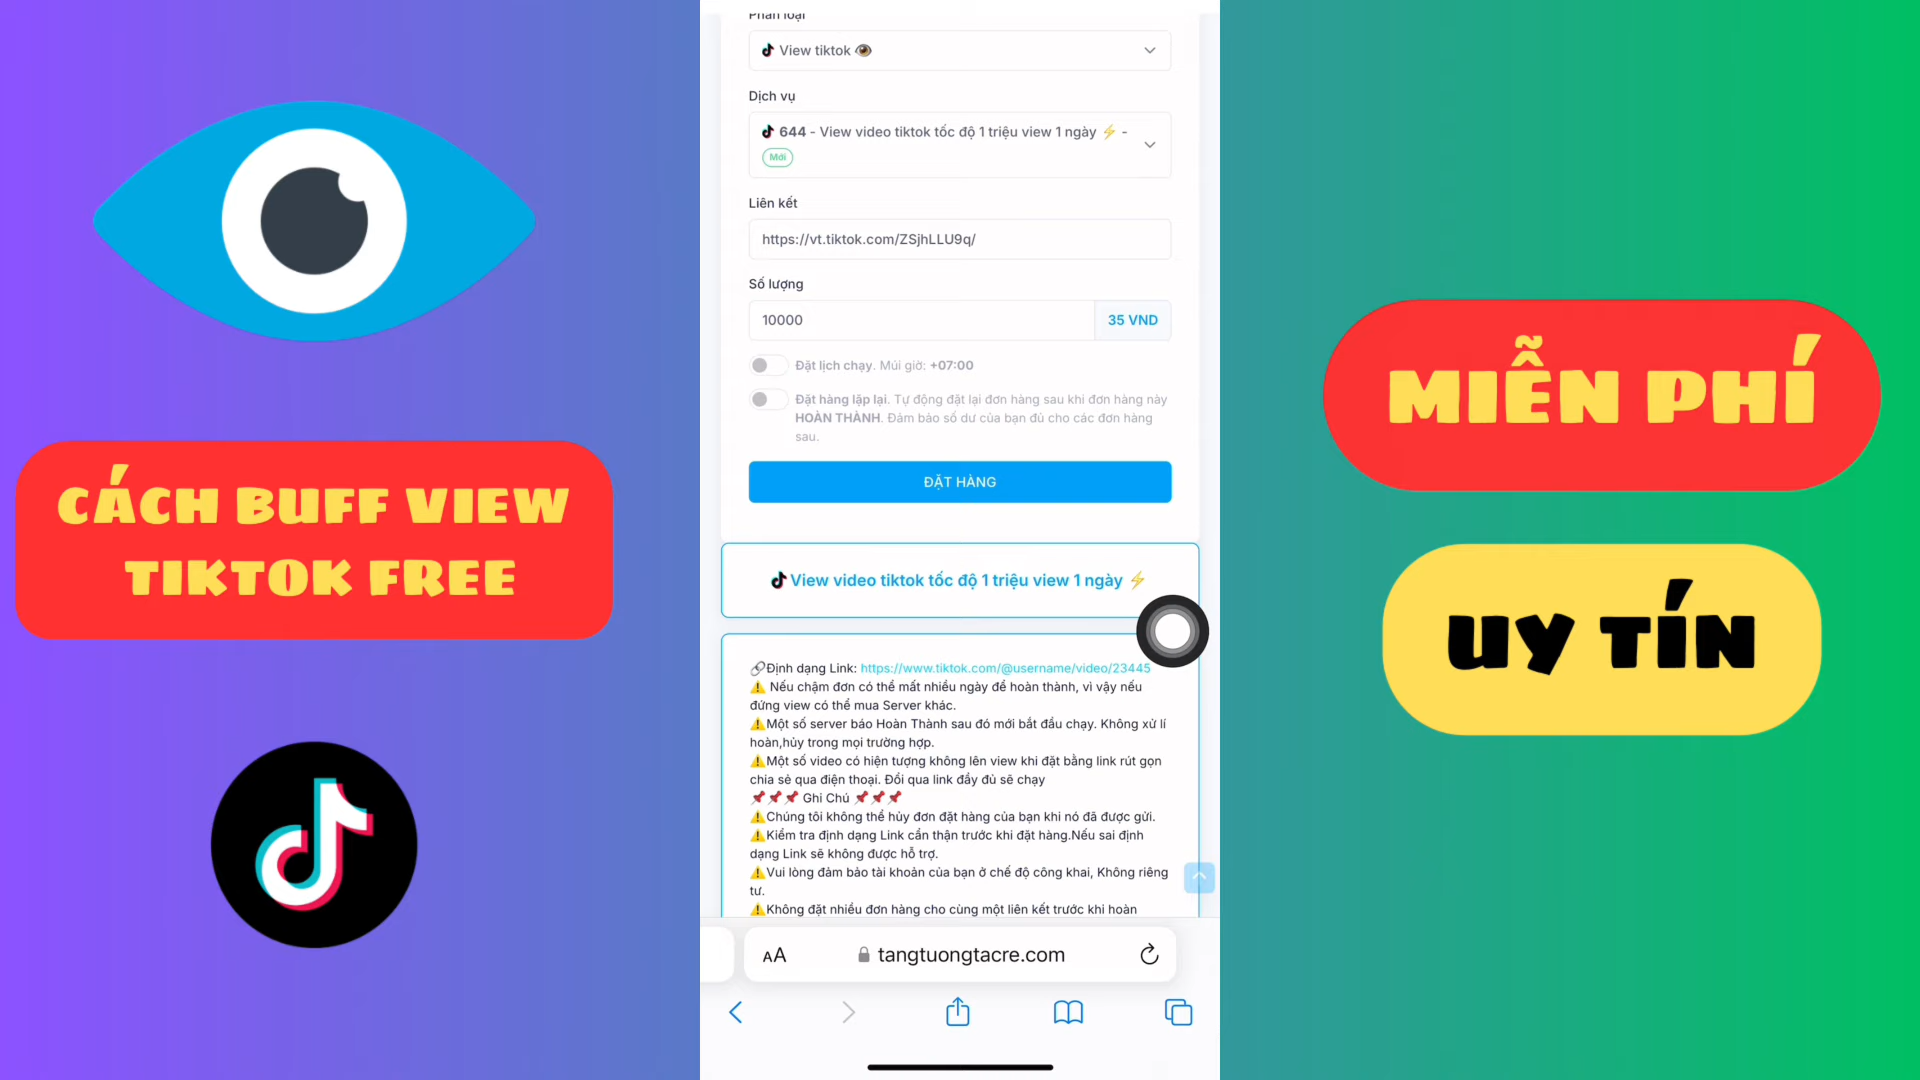 CÁCH BUFF VIEW
TIKTOK FREE
Phân loại
View tiktok 👁️
Dịch vụ
644 - View video tiktok tốc độ 1 triệu view 1 ngày ⚡ -
Mới
Liên kết
https://vt.tiktok.com/ZSjhLLU9q/
Số lượng
10000
35 VND
Đặt lịch chạy. Múi giờ: +07:00
Đặt hàng lặp lại. Tự động đặt lại đơn hàng sau khi đơn hàng này
HOÀN THÀNH. Đảm bảo số dư của bạn đủ cho các đơn hàng
sau.
ĐẶT HÀNG
View video tiktok tốc độ 1 triệu view 1 ngày ⚡
🔗Định dạng Link: https://www.tiktok.com/@username/video/23445
⚠️ Nếu chậm đơn có thể mất nhiều ngày để hoàn thành, vì vậy nếu
đứng view có thể mua Server khác.
⚠️Một số server báo Hoàn Thành sau đó mới bắt đầu chạy. Không xử lí
hoàn,hủy trong mọi trường hợp.
⚠️Một số video có hiện tượng không lên view khi đặt bằng link rút gọn
chia sẻ qua điện thoại. Đổi qua link đầy đủ sẽ chạy
📌📌📌 Ghi Chú 📌📌📌
⚠️Chúng tôi không thể hủy đơn đặt hàng của bạn khi nó đã được gửi.
⚠️Kiểm tra định dạng Link cẩn thận trước khi đặt hàng.Nếu sai định
dạng Link sẽ không được hỗ trợ.
⚠️Vui lòng đảm bảo tài khoản của bạn ở chế độ công khai, Không riêng
tư.
⚠️Không đặt nhiều đơn hàng cho cùng một liên kết trước khi hoàn
AA
tangtuongtacre.com
MIỄN PHÍ
UY TÍN